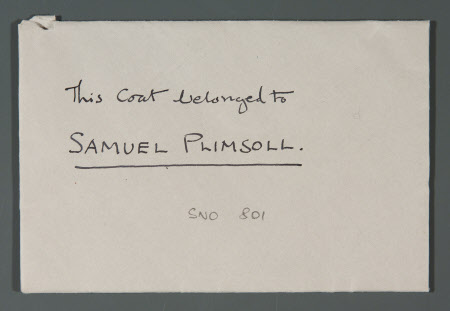 This coat belonged to
SAMUEL PLIMSOLL.
SNO 801